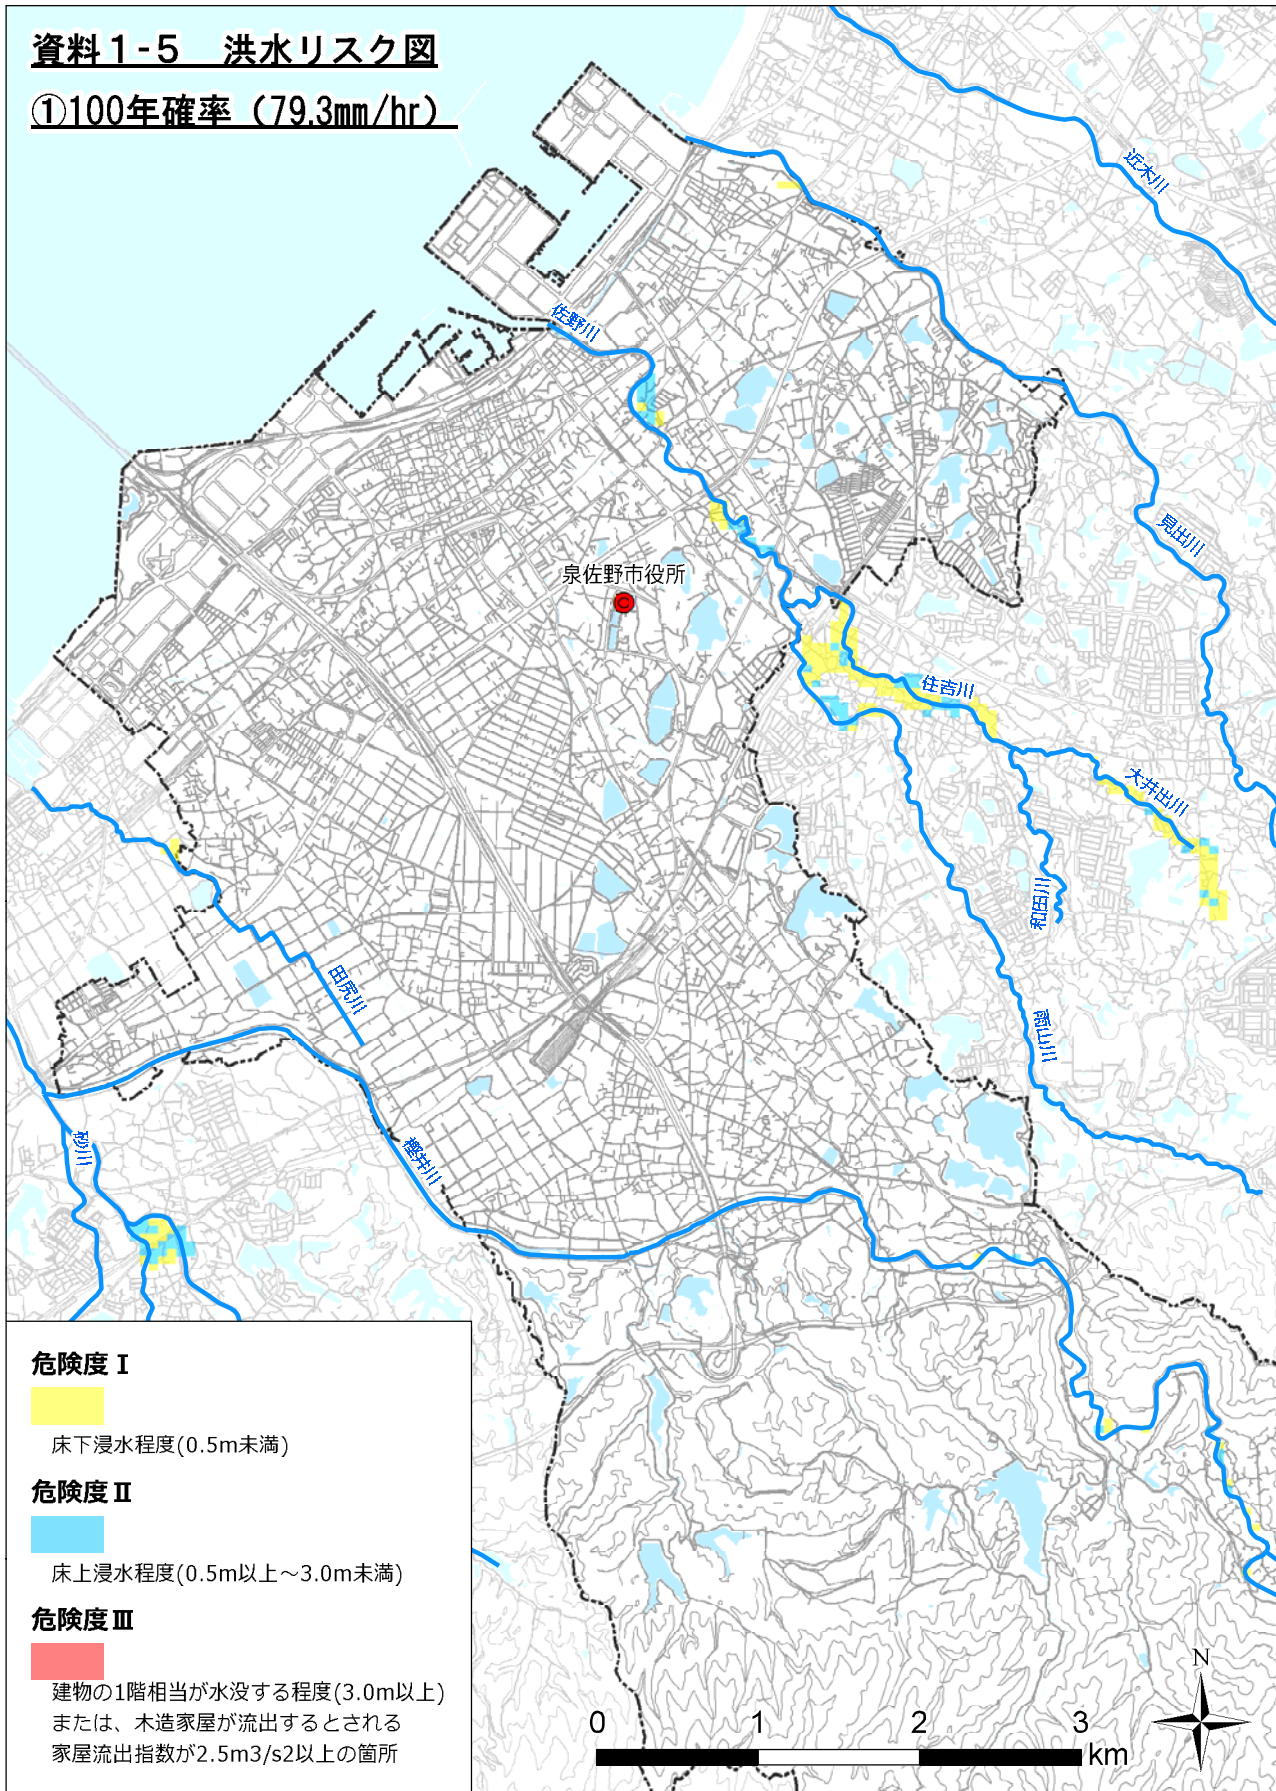 資料1-5　洪水リスク図
①100年確率（79.3mm/hr）
近木川
佐野川
見出川
泉佐野市役所
住吉川
大井出川
和田川
田尻川
雨山川
砂川
樫井川
危険度Ⅰ
床下浸水程度(0.5m未満)
危険度Ⅱ
床上浸水程度(0.5m以上～3.0m未満)
危険度Ⅲ
建物の1階相当が水没する程度(3.0m以上)
または、木造家屋が流出するとされる
家屋流出指数が2.5m3/s2以上の箇所
N
0 1 2 3
km